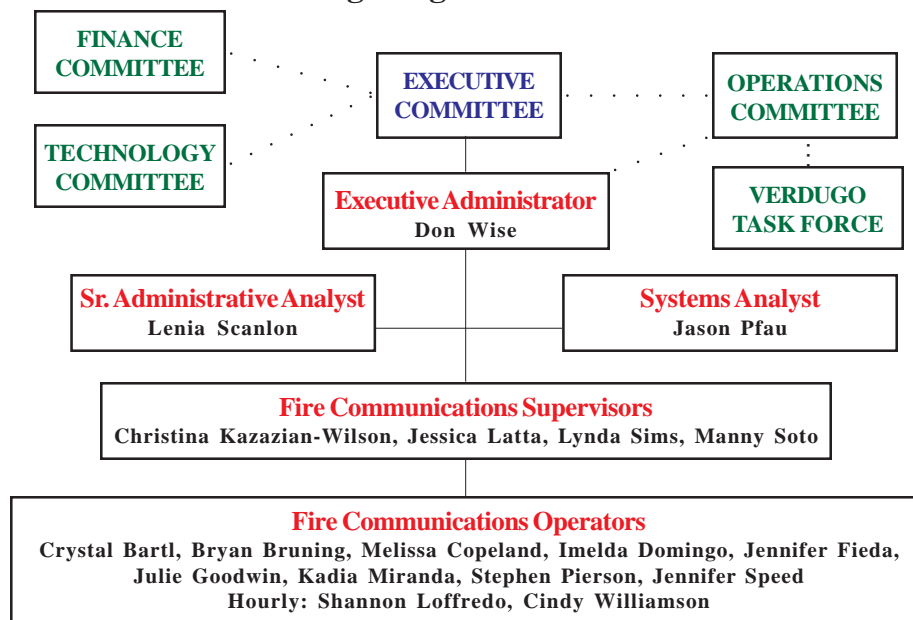 FINANCE
COMMITTEE
EXECUTIVE
COMMITTEE
OPERATIONS
COMMITTEE
TECHNOLOGY
COMMITTEE
Executive Administrator
Don Wise
VERDUGO
TASK FORCE
Sr. Administrative Analyst
Lenia Scanlon
Systems Analyst
Jason Pfau
Fire Communications Supervisors
Christina Kazazian-Wilson, Jessica Latta, Lynda Sims, Manny Soto
Fire Communications Operators
Crystal Bartl, Bryan Bruning, Melissa Copeland, Imelda Domingo, Jennifer Fieda,
Julie Goodwin, Kadia Miranda, Stephen Pierson, Jennifer Speed
Hourly: Shannon Loffredo, Cindy Williamson